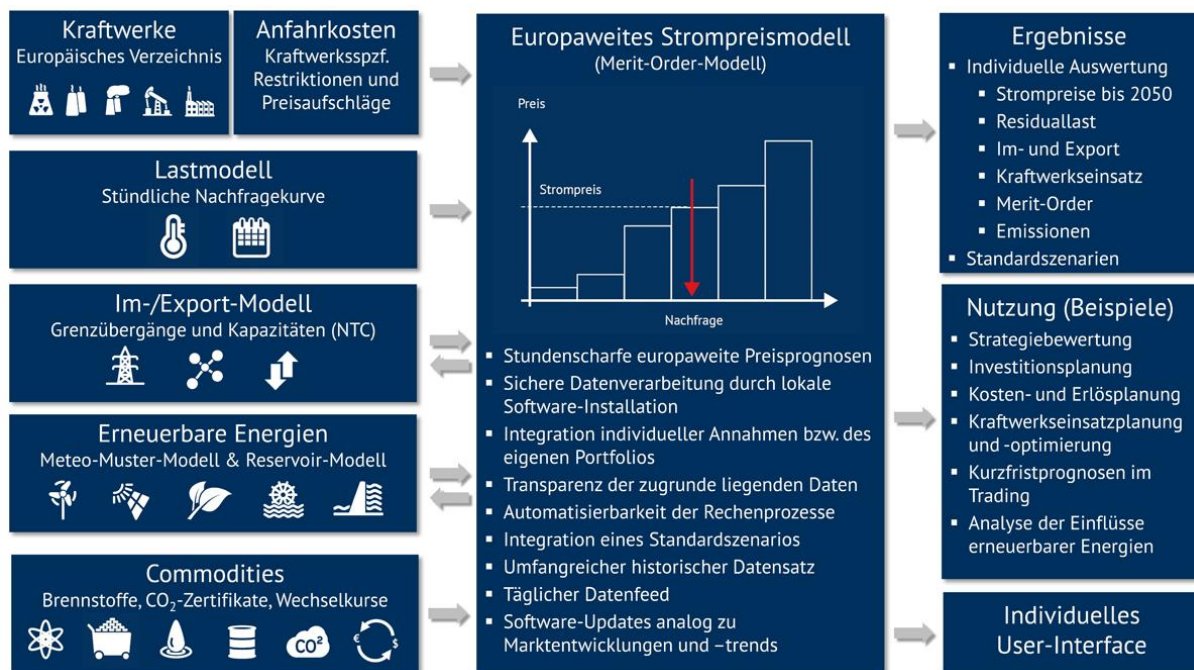 Kraftwerke
Europäisches Verzeichnis
Anfahrkosten
Kraftwerksspzf.
Restriktionen und
Preisaufschläge
Lastmodell
Stündliche Nachfragekurve
Im-/Export-Modell
Grenzübergänge und Kapazitäten (NTC)
Erneuerbare Energien
Meteo-Muster-Modell & Reservoir-Modell
Commodities
Brennstoffe, CO₂-Zertifikate, Wechselkurse
CO²
€ $
Europaweites Strompreismodell
(Merit-Order-Modell)
Preis
Strompreis
Nachfrage
▪ Stundenscharfe europaweite Preisprognosen
▪ Sichere Datenverarbeitung durch lokale
Software-Installation
▪ Integration individueller Annahmen bzw. des
eigenen Portfolios
▪ Transparenz der zugrunde liegenden Daten
▪ Automatisierbarkeit der Rechenprozesse
▪ Integration eines Standardszenarios
▪ Umfangreicher historischer Datensatz
▪ Täglicher Datenfeed
▪ Software-Updates analog zu
Marktentwicklungen und –trends
Ergebnisse
▪ Individuelle Auswertung
▪ Strompreise bis 2050
▪ Residuallast
▪ Im- und Export
▪ Kraftwerkseinsatz
▪ Merit-Order
▪ Emissionen
▪ Standardszenarien
Nutzung (Beispiele)
▪ Strategiebewertung
▪ Investitionsplanung
▪ Kosten- und Erlösplanung
▪ Kraftwerkseinsatzplanung
und -optimierung
▪ Kurzfristprognosen im
Trading
▪ Analyse der Einflüsse
erneuerbarer Energien
Individuelles
User-Interface